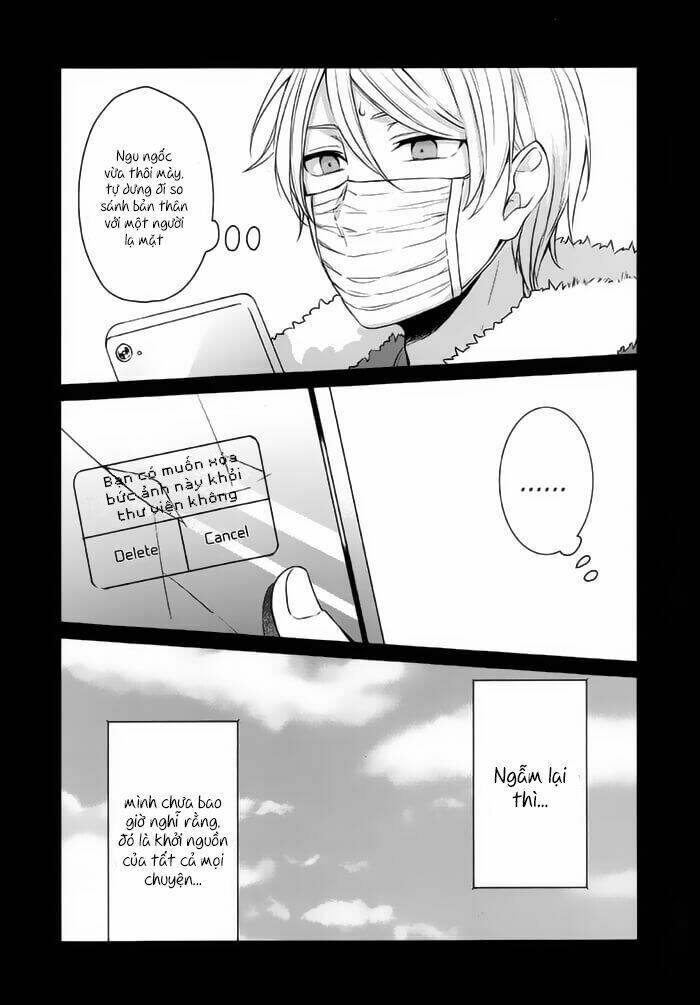 Ngu ngốc
vừa thôi mày,
tự dưng đi so
sánh bản thân
với một người
lạ mặt
......
Bạn có muốn xóa
bức ảnh này khỏi
thư viện không
Delete
Cancel
Ngẫm lại
thì...
mình chưa bao
giờ nghĩ rằng,
đó là khởi nguồn
của tất cả mọi
chuyện...